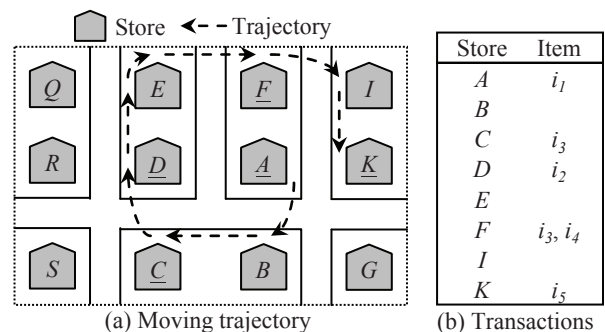 Store Trajectory
Q E F I
R D A K
S C B G
(a) Moving trajectory
Store Item
A i1
B
C i3
D i2
E
F i3, i4
I
K i5
(b) Transactions